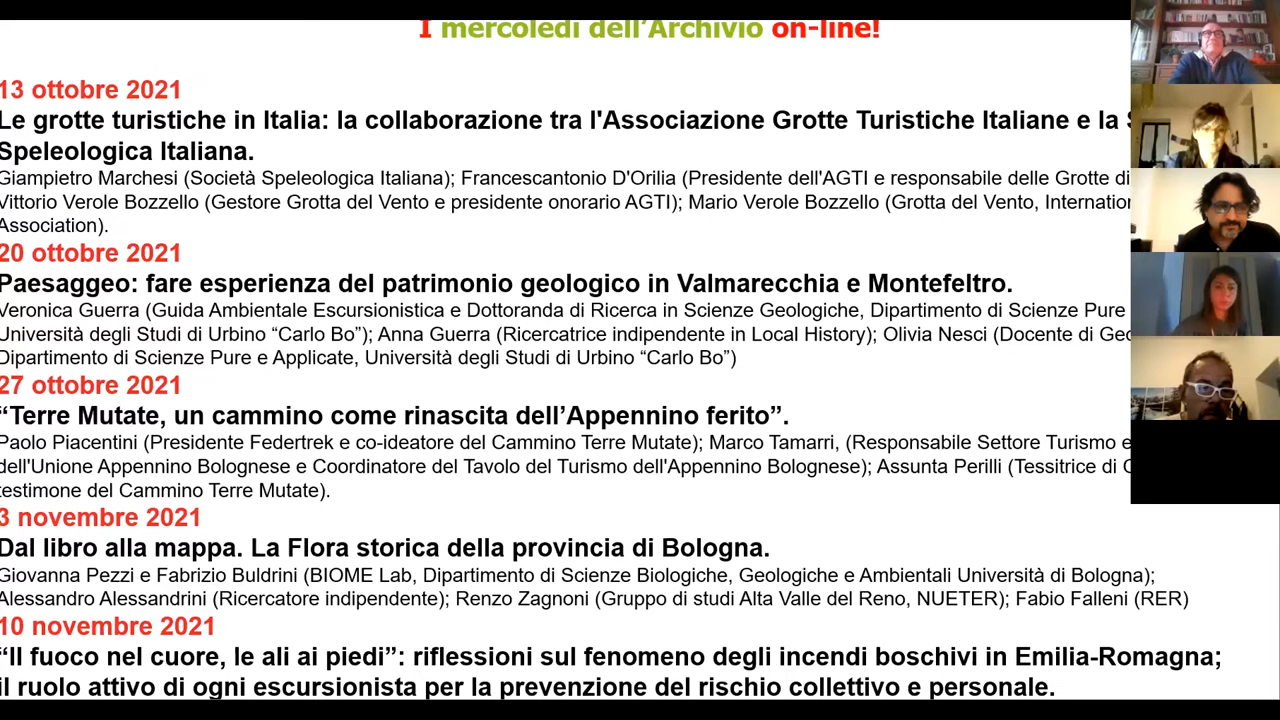 I mercoledì dell'Archivio on-line!
13 ottobre 2021
Le grotte turistiche in Italia: la collaborazione tra l'Associazione Grotte Turistiche Italiane e la
Speleologica Italiana.
Giampietro Marchesi (Società Speleologica Italiana); Francescantonio D'Orilia (Presidente dell'AGTI e responsabile delle Grotte di
Vittorio Verole Bozzello (Gestore Grotta del Vento e presidente onorario AGTI); Mario Verole Bozzello (Grotta del Vento,
Association).
20 ottobre 2021
Paesaggeo: fare esperienza del patrimonio geologico in Valmarecchia e Montefeltro.
Veronica Guerra (Guida Ambientale Escursionistica e Dottoranda di Ricerca in Scienze Geologiche, Dipartimento di Scienze Pure
Università degli Studi di Urbino “Carlo Bo”); Anna Guerra (Ricercatrice indipendente in Local History); Olivia Nesci (Docente di
Dipartimento di Scienze Pure e Applicate, Università degli Studi di Urbino “Carlo Bo”)
27 ottobre 2021
“Terre Mutate, un cammino come rinascita dell’Appennino ferito”.
Paolo Piacentini (Presidente Federtrek e co-ideatore del Cammino Terre Mutate); Marco Tamarri, (Responsabile Settore Turismo e
dell'Unione Appennino Bolognese e Coordinatore del Tavolo del Turismo dell'Appennino Bolognese); Assunta Perilli (Tessitrice di
testimone del Cammino Terre Mutate).
3 novembre 2021
Dal libro alla mappa. La Flora storica della provincia di Bologna.
Giovanna Pezzi e Fabrizio Buldrini (BIOME Lab, Dipartimento di Scienze Biologiche, Geologiche e Ambientali Università di Bologna);
Alessandro Alessandrini (Ricercatore indipendente); Renzo Zagnoni (Gruppo di studi Alta Valle del Reno, NUETER); Fabio Falleni (RER)
10 novembre 2021
“Il fuoco nel cuore, le ali ai piedi”: riflessioni sul fenomeno degli incendi boschivi in Emilia-Romagna;
il ruolo attivo di ogni escursionista per la prevenzione del rischio collettivo e personale.